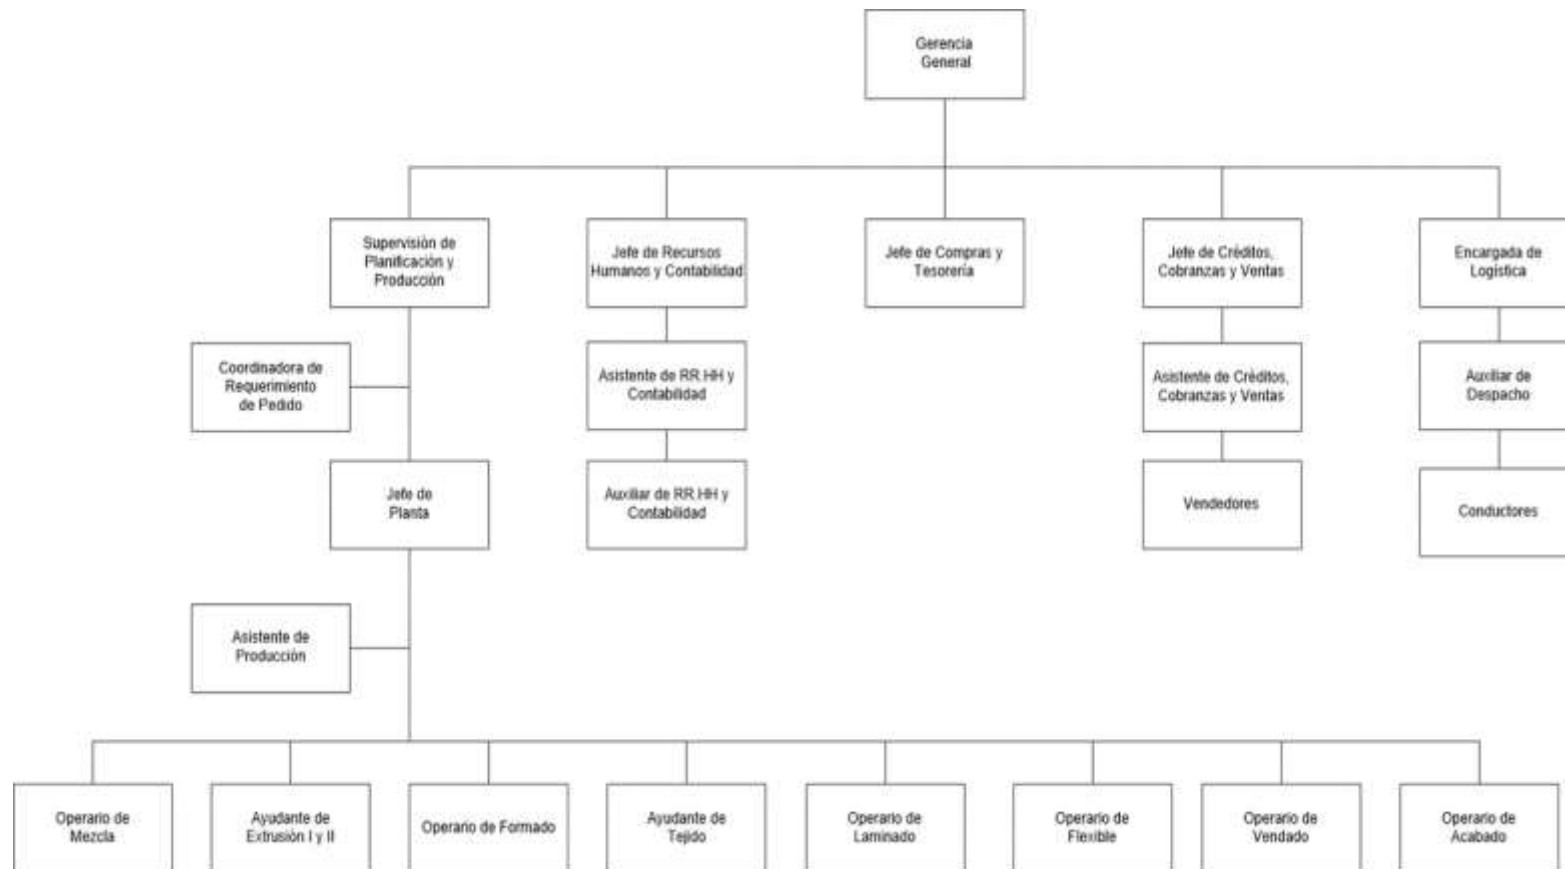 Gerencia
General
Supervisión de
Planificación y
Producción
Jefe de Recursos
Humanos y Contabilidad
Jefe de Compras y
Tesorería
Jefe de Créditos,
Cobranzas y Ventas
Encargada de
Logística
Coordinadora de
Requerimiento
de Pedido
Asistente de RR.HH y
Contabilidad
Asistente de Créditos,
Cobranzas y Ventas
Auxiliar de
Despacho
Jefe de
Planta
Auxiliar de RR.HH y
Contabilidad
Vendedores
Conductores
Asistente de
Producción
Operario de
Mezcla
Ayudante de
Extrusión I y II
Operario de Formado
Ayudante de
Tejido
Operario de
Laminado
Operario de
Flexible
Operario de
Vendado
Operario de
Acabado